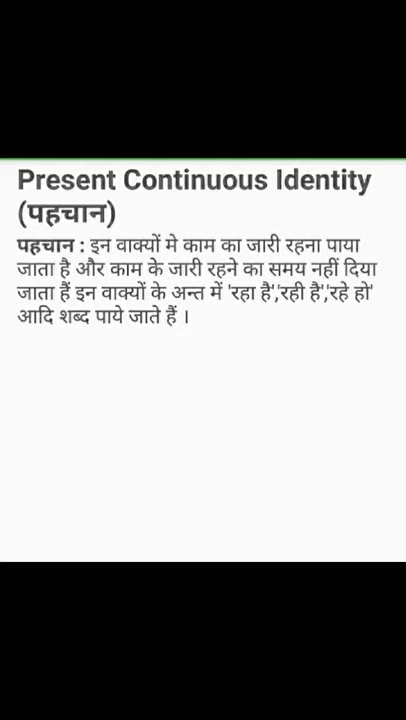 Present Continuous Identity
(पहचान)
पहचान : इन वाक्यों मे काम का जारी रहना पाया
जाता है और काम के जारी रहने का समय नहीं दिया
जाता हैं इन वाक्यों के अन्त में 'रहा है','रही है','रहे हो'
आदि शब्द पाये जाते हैं ।